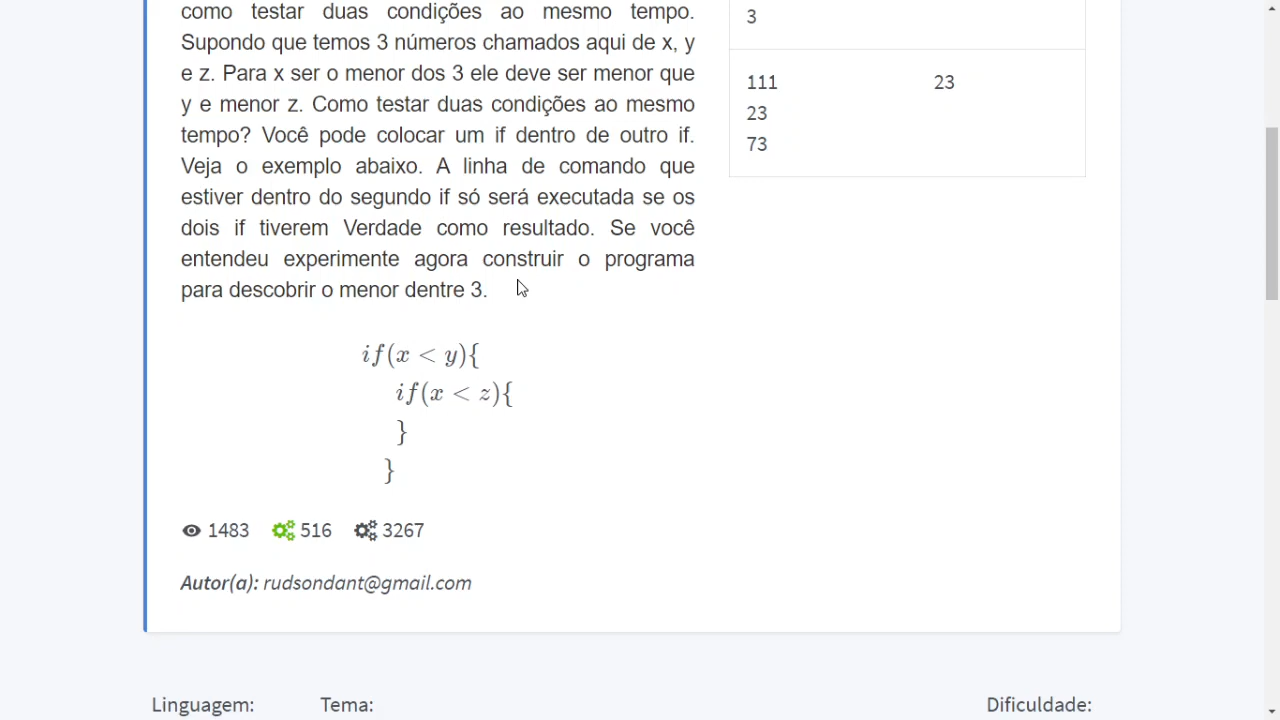 como testar duas condições ao mesmo tempo.
Supondo que temos 3 números chamados aqui de x, y
e z. Para x ser o menor dos 3 ele deve ser menor que
y e menor z. Como testar duas condições ao mesmo
tempo? Você pode colocar um if dentro de outro if.
Veja o exemplo abaixo. A linha de comando que
estiver dentro do segundo if só será executada se os
dois if tiverem Verdade como resultado. Se você
entendeu experimente agora construir o programa
para descobrir o menor dentre 3.
if(x < y){
if(x < z){
}
}
1483 516 3267
Autor(a): rudsondant@gmail.com
3
111 23
23
73
Linguagem: Tema: Dificuldade: